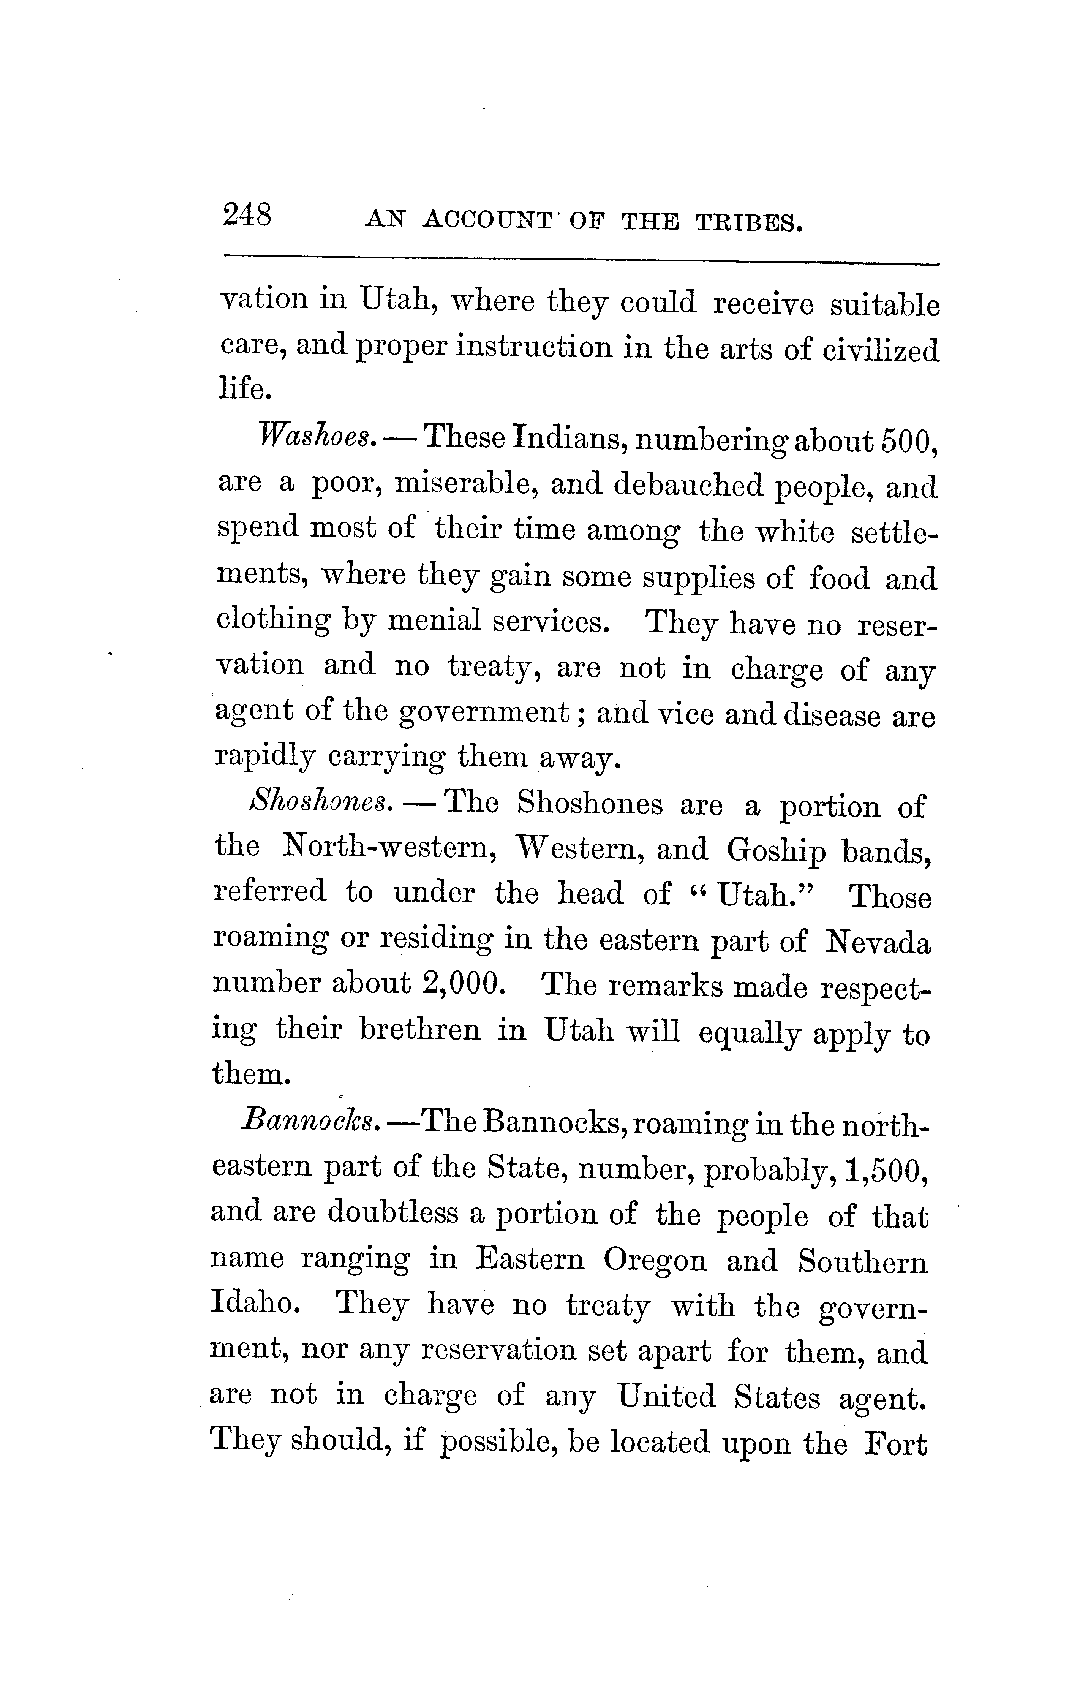 248 AN ACCOUNT OF THE TRIBES.
vation in Utah, where they could receive suitable
care, and proper instruction in the arts of civilized
life.
Washoes. — These Indians, numbering about 500,
are a poor, miserable, and debauched people, and
spend most of their time among the white settle-
ments, where they gain some supplies of food and
clothing by menial services. They have no reser-
vation and no treaty, are not in charge of any
agent of the government; and vice and disease are
rapidly carrying them away.
Shoshones. — The Shoshones are a portion of
the North-western, Western, and Goship bands,
referred to under the head of “Utah.” Those
roaming or residing in the eastern part of Nevada
number about 2,000. The remarks made respect-
ing their brethren in Utah will equally apply to
them.
Bannocks. —The Bannocks, roaming in the north-
eastern part of the State, number, probably, 1,500,
and are doubtless a portion of the people of that
name ranging in Eastern Oregon and Southern
Idaho. They have no treaty with the govern-
ment, nor any reservation set apart for them, and
are not in charge of any United States agent.
They should, if possible, be located upon the Fort